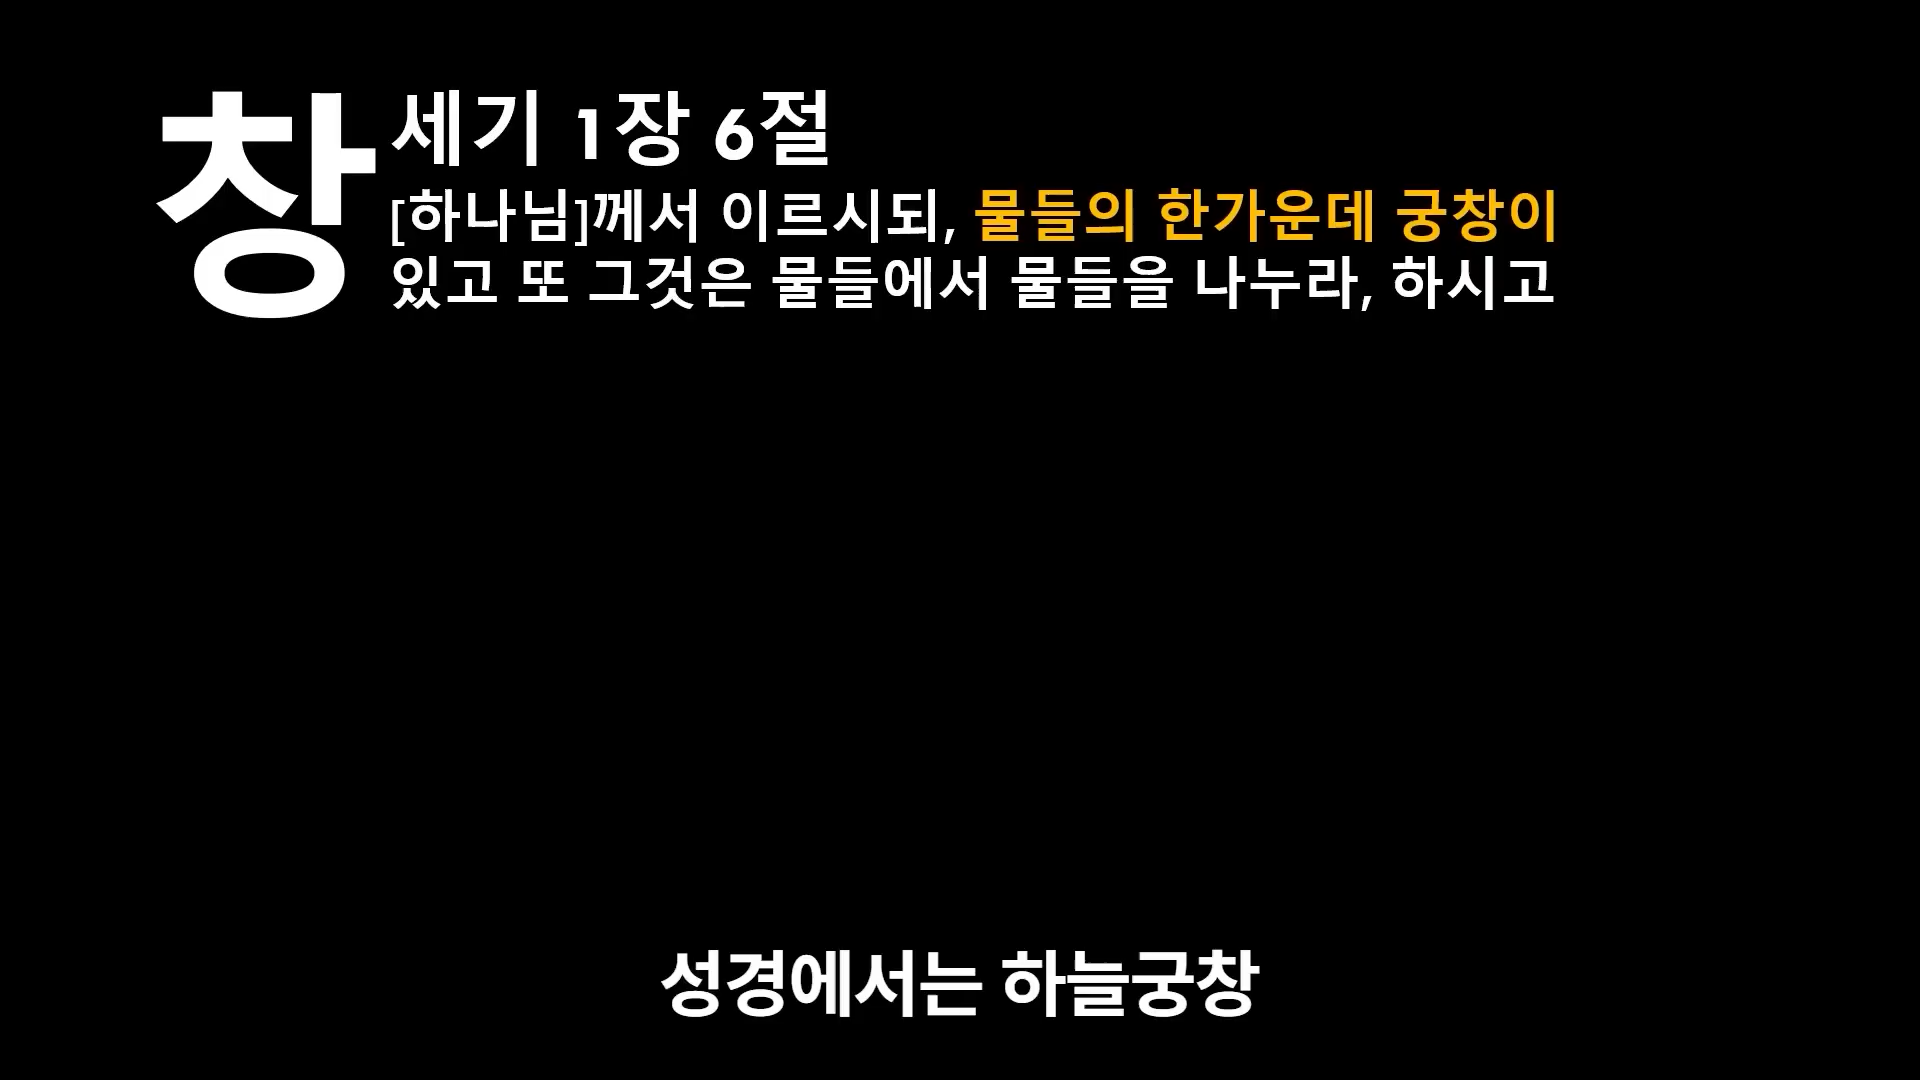 창세기 1장 6절
[하나님]께서 이르시되, 물들의 한가운데 궁창이
있고 또 그것은 물들에서 물들을 나누라, 하시고
성경에서는 하늘궁창